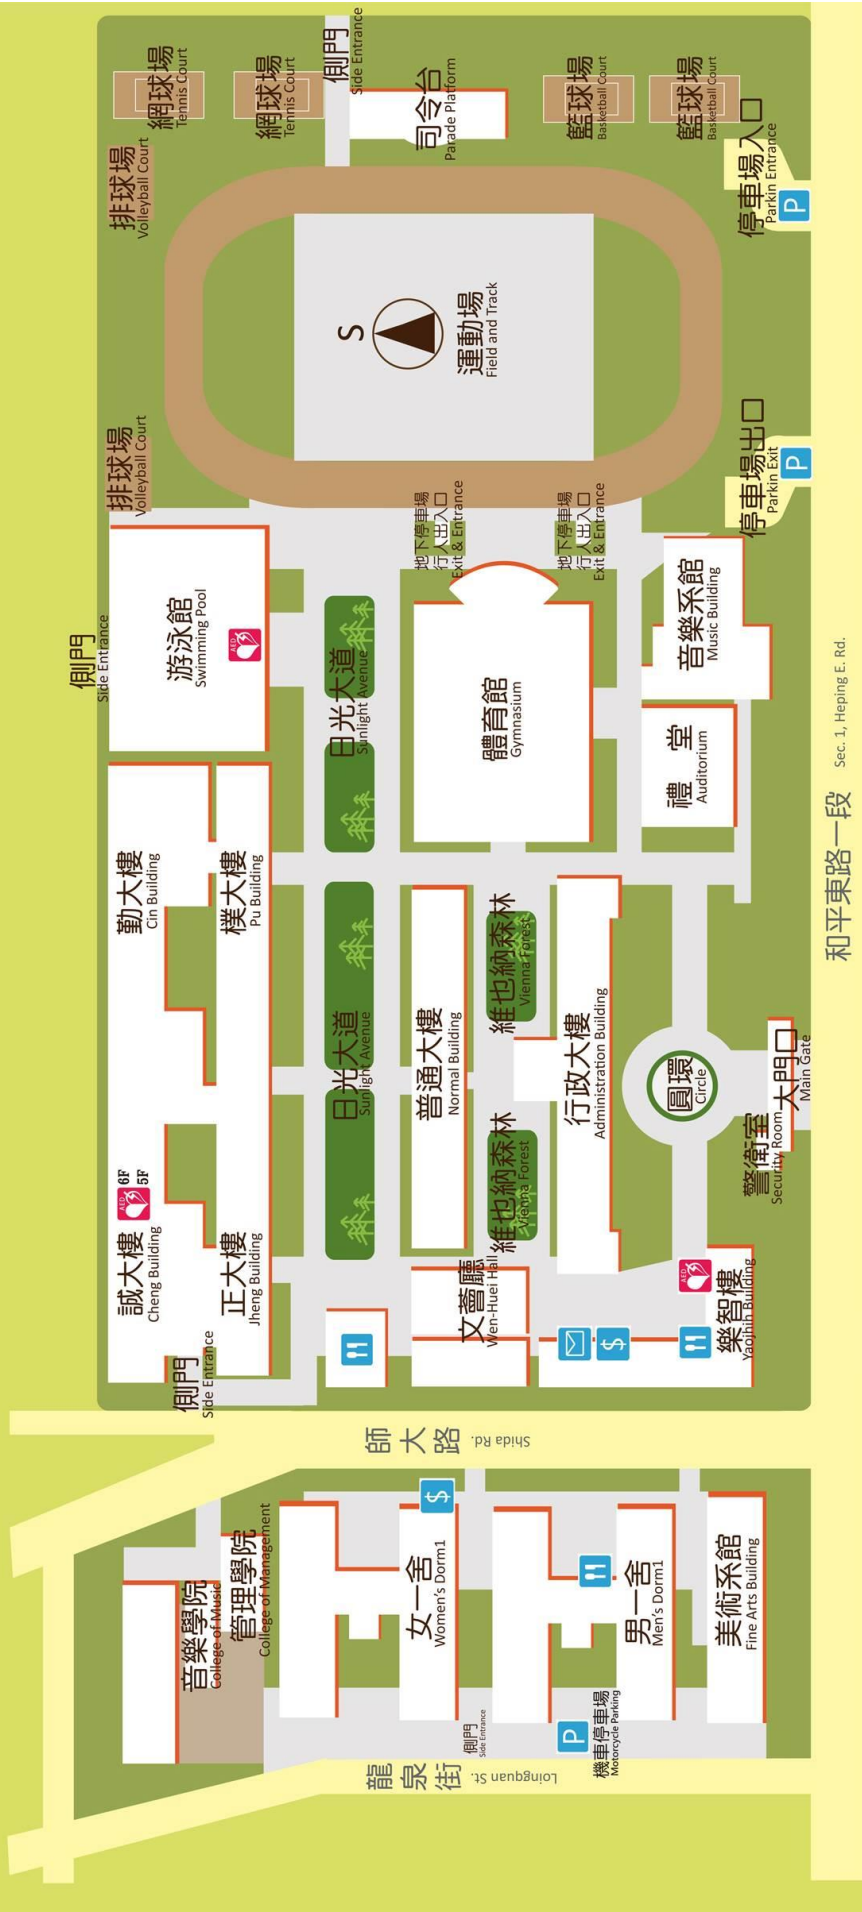 側門
Side Entrance
網球場
Tennis Court
網球場
Tennis Court
司令台
Parade Platform
籃球場
Basketball Court
籃球場
Basketball Court
排球場
Volleyball Court
停車場入口
Parkin Entrance
P
S
運動場
Field and Track
排球場
Volleyball Court
停車場出口
Parkin Exit
P
地下停車場
行人出入口
Exit & Entrance
地下停車場
行人出入口
Exit & Entrance
側門
Side Entrance
游泳館
Swimming Pool
AED
日光大道
Sunlight Avenue
體育館
Gymnasium
音樂系館
Music Building
禮 堂
Auditorium
和平東路一段 Sec. 1, Heping E. Rd.
勤大樓
Cin Building
樸大樓
Pu Building
維也納森林
Vienna Forest
日光大道
Sunlight Avenue
普通大樓
Normal Building
行政大樓
Administration Building
圓環
Circle
大門口
Main Gate
警衛室
Security Room
維也納森林
Vienna Forest
AED
6F
5F
誠大樓
Cheng Building
正大樓
Jheng Building
文薈廳
Wen-Huei Hall
AED
樂智樓
Yaojhih Building
$
側門
Side Entrance
師大路 Shida Rd.
$
管理學院
College of Management
音樂學院
College of Music
女一舍
Women's Dorm1
男一舍
Men's Dorm1
美術系館
Fine Arts Building
側門
Side Entrance
P
機車停車場
Motorcycle Parking
龍泉街 Loingquan St.